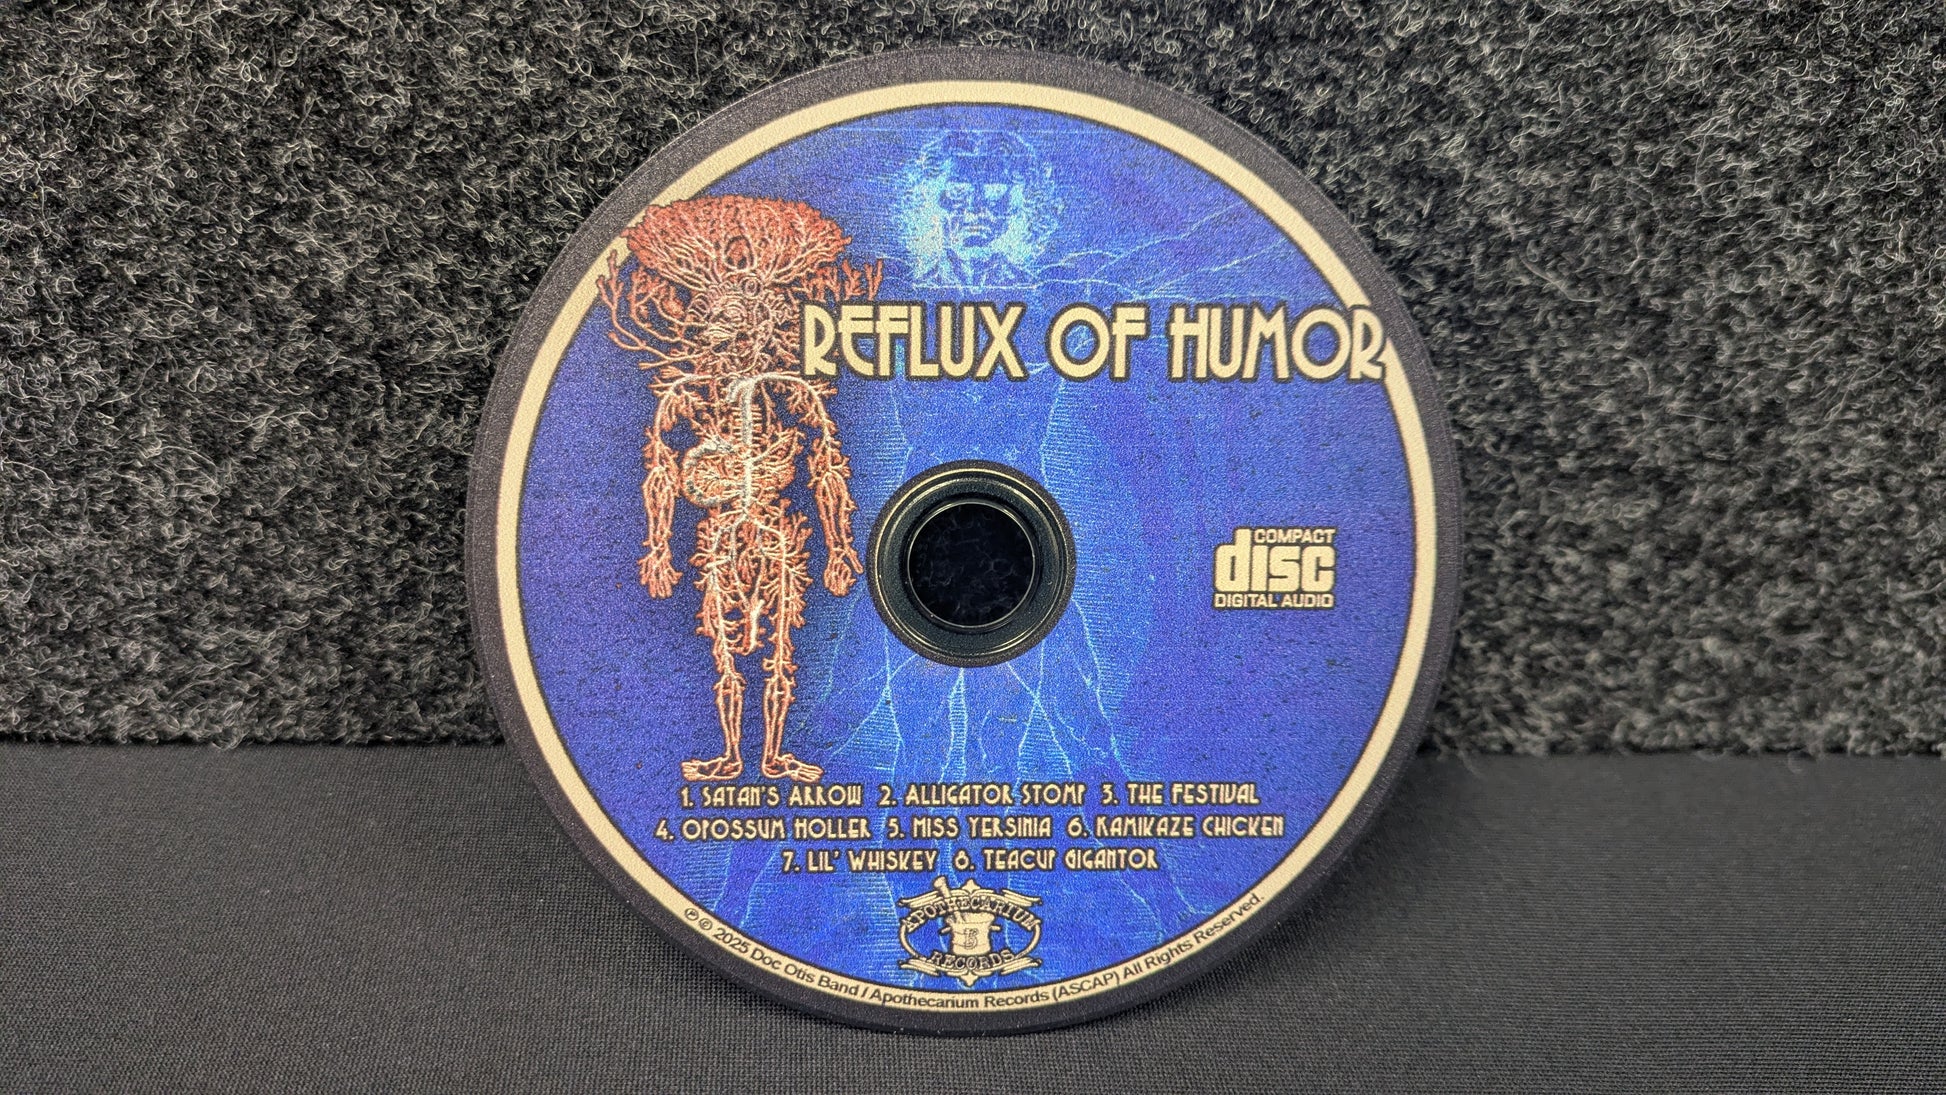 REFLUX OF HUMOR
COMPACT
disc
DIGITAL AUDIO
1. SATAN'S ARROW 2. ALLIGATOR STOMP 3. THE FESTIVAL
4. OPOSSUM HOLLER 5. MISS YERSINIA 6. KAMIKAZE CHICKEN
7. LIL' WHISKEY 8. TEACUP GIGANTOR
APOTHECARIUM
RECORDS
℗ © 2025 Doc Otis Band / Apothecarium Records (ASCAP) All Rights Reserved.